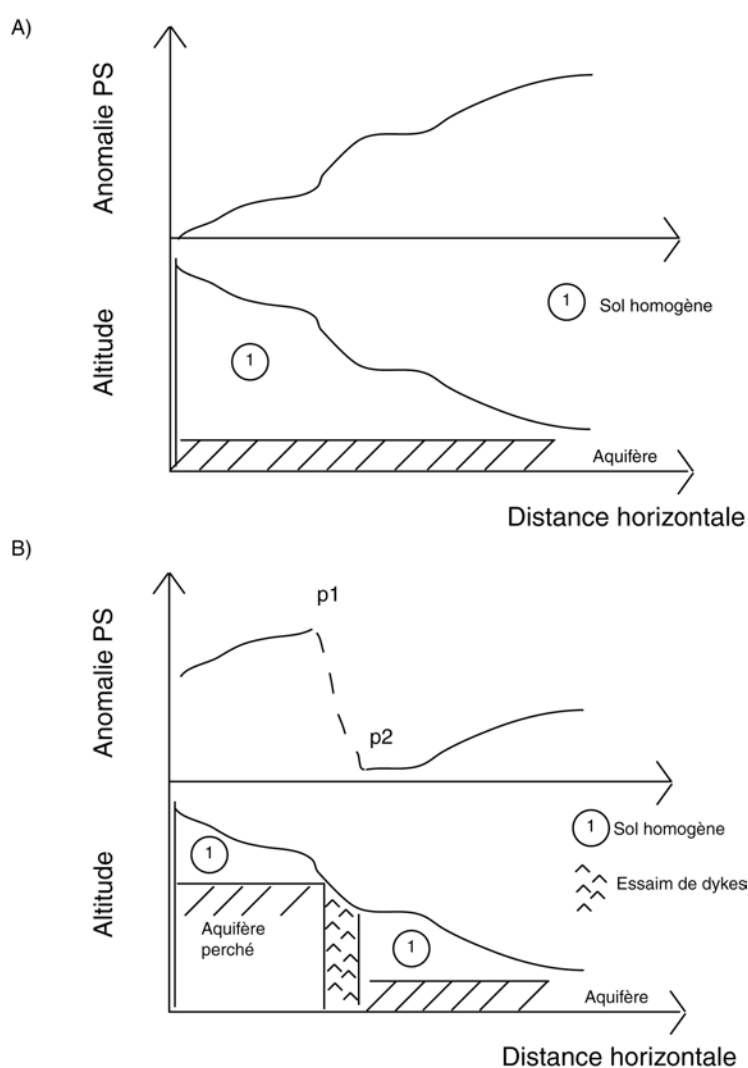 A)
Anomalie PS
Altitude
1
1
Sol homogène
Aquifère
Distance horizontale
B)
Anomalie PS
p1
p2
Altitude
1
Aquifère
perché
1
1
Sol homogène
Essaim de dykes
Aquifère
Distance horizontale